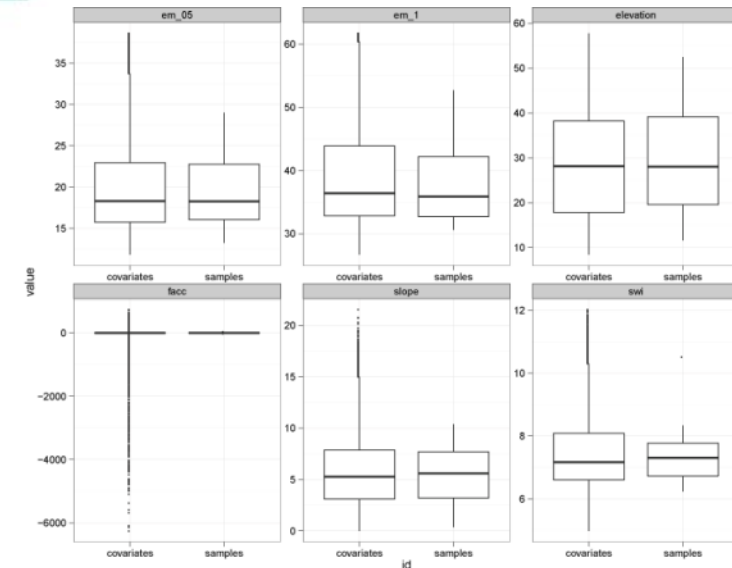 em_05 em_1 elevation
35 60 60
30 50 50
25 40 40
20 30 30
15 20
10
covariates samples covariates samples covariates samples
value
facc slope swi
0 20 12
−2000 15 10
−4000 10 8
−6000 5 6
0
covariates samples covariates samples covariates samples
id